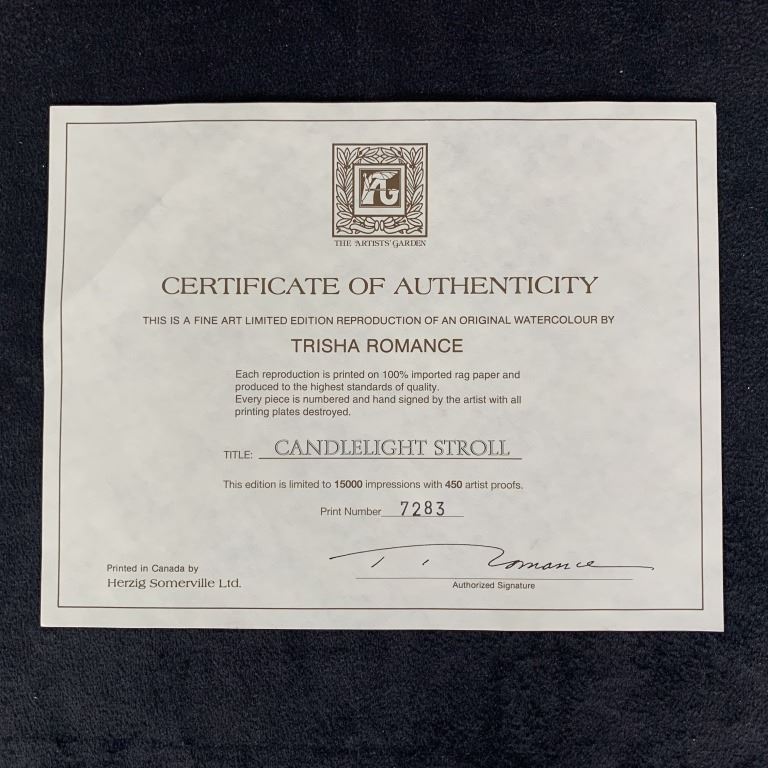 AG
THE ARTISTS' GARDEN
CERTIFICATE OF AUTHENTICITY
THIS IS A FINE ART LIMITED EDITION REPRODUCTION OF AN ORIGINAL WATERCOLOUR BY
TRISHA ROMANCE
Each reproduction is printed on 100% imported rag paper and
produced to the highest standards of quality.
Every piece is numbered and hand signed by the artist with all
printing plates destroyed.
TITLE: CANDLELIGHT STROLL
This edition is limited to 15000 impressions with 450 artist proofs.
Print Number 7283
T. Romance
Authorized Signature
Printed in Canada by
Herzig Somerville Ltd.